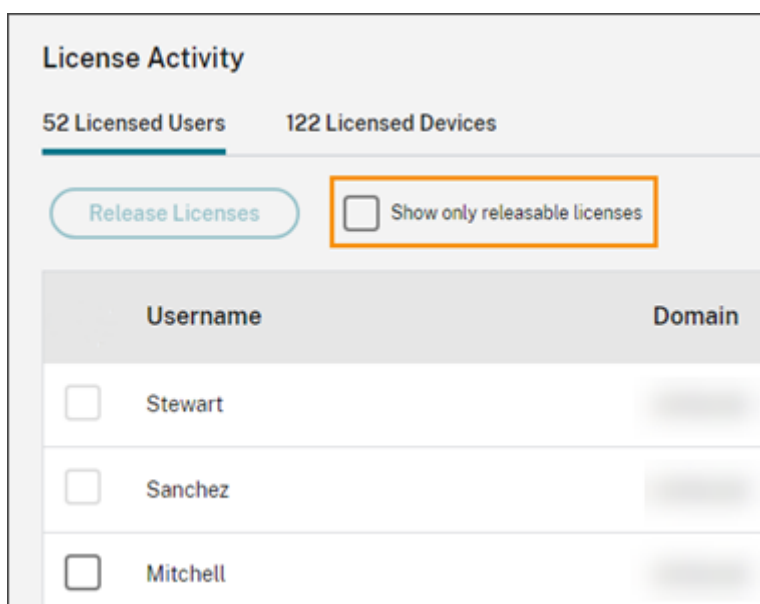 License Activity
52 Licensed Users 122 Licensed Devices
Release Licenses Show only releasable licenses
Username Domain
Stewart
Sanchez
Mitchell